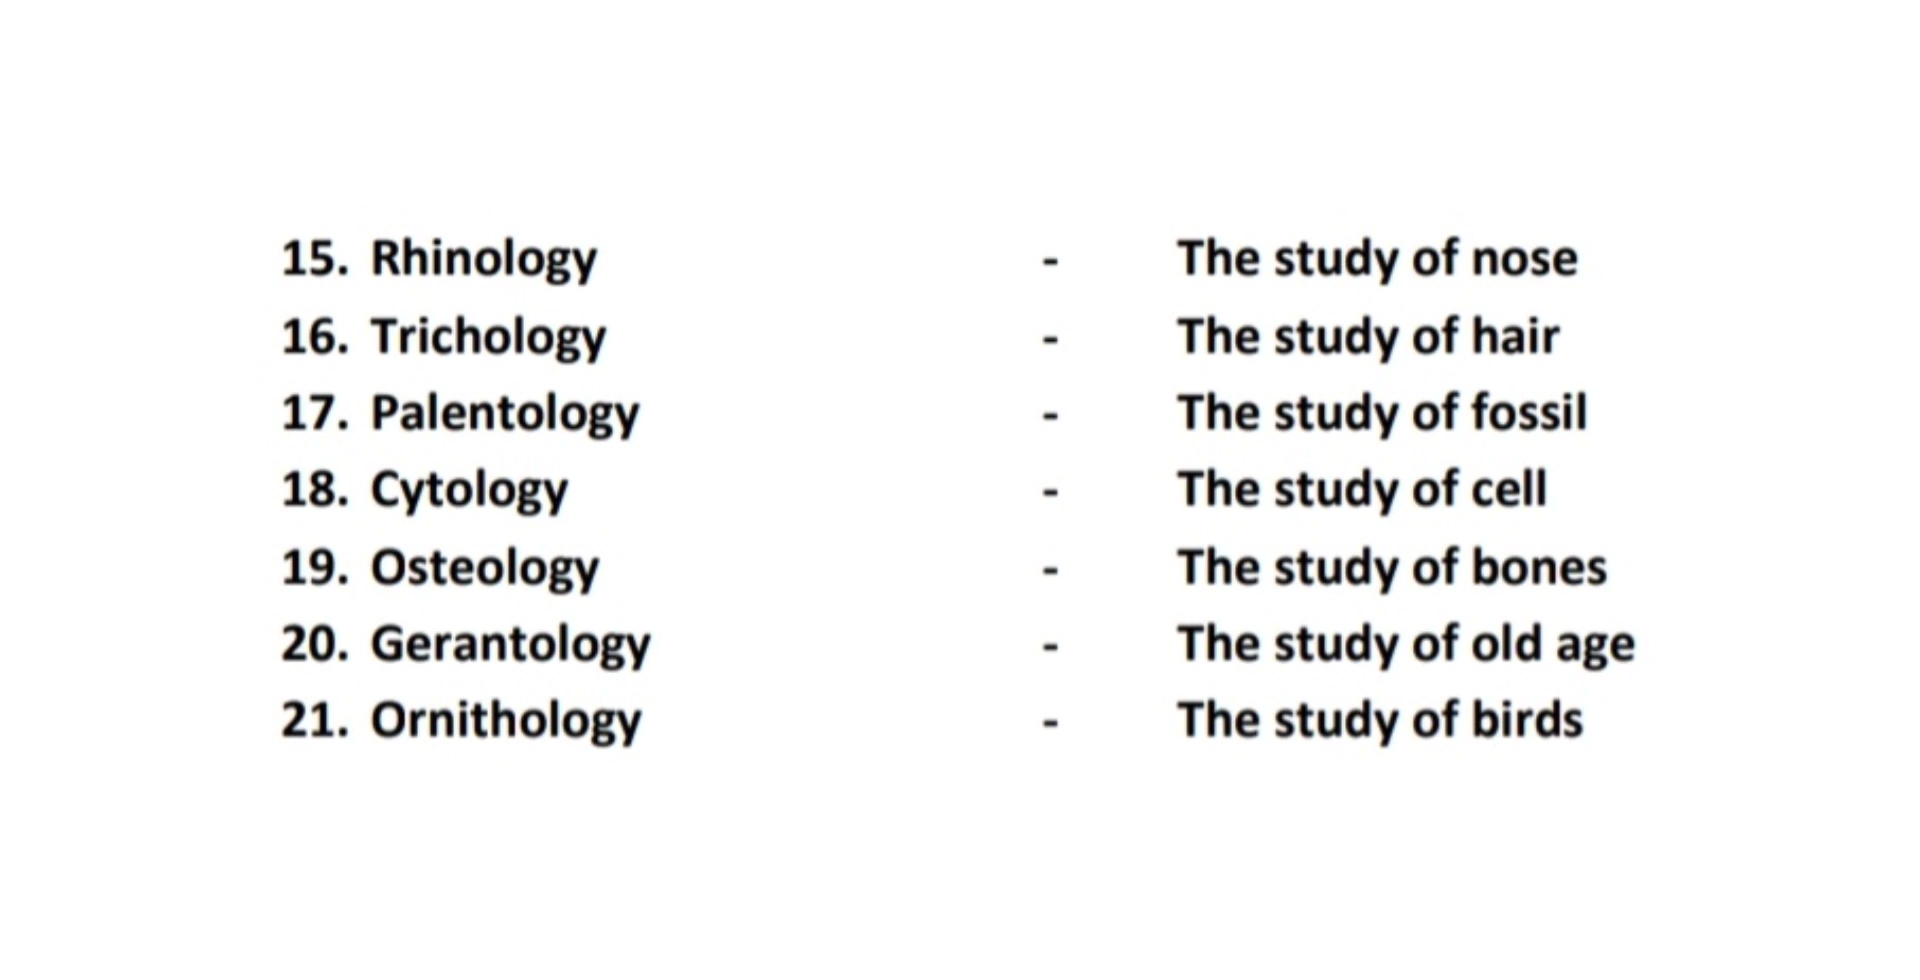 15. Rhinology - The study of nose
16. Trichology - The study of hair
17. Palentology - The study of fossil
18. Cytology - The study of cell
19. Osteology - The study of bones
20. Gerantology - The study of old age
21. Ornithology - The study of birds